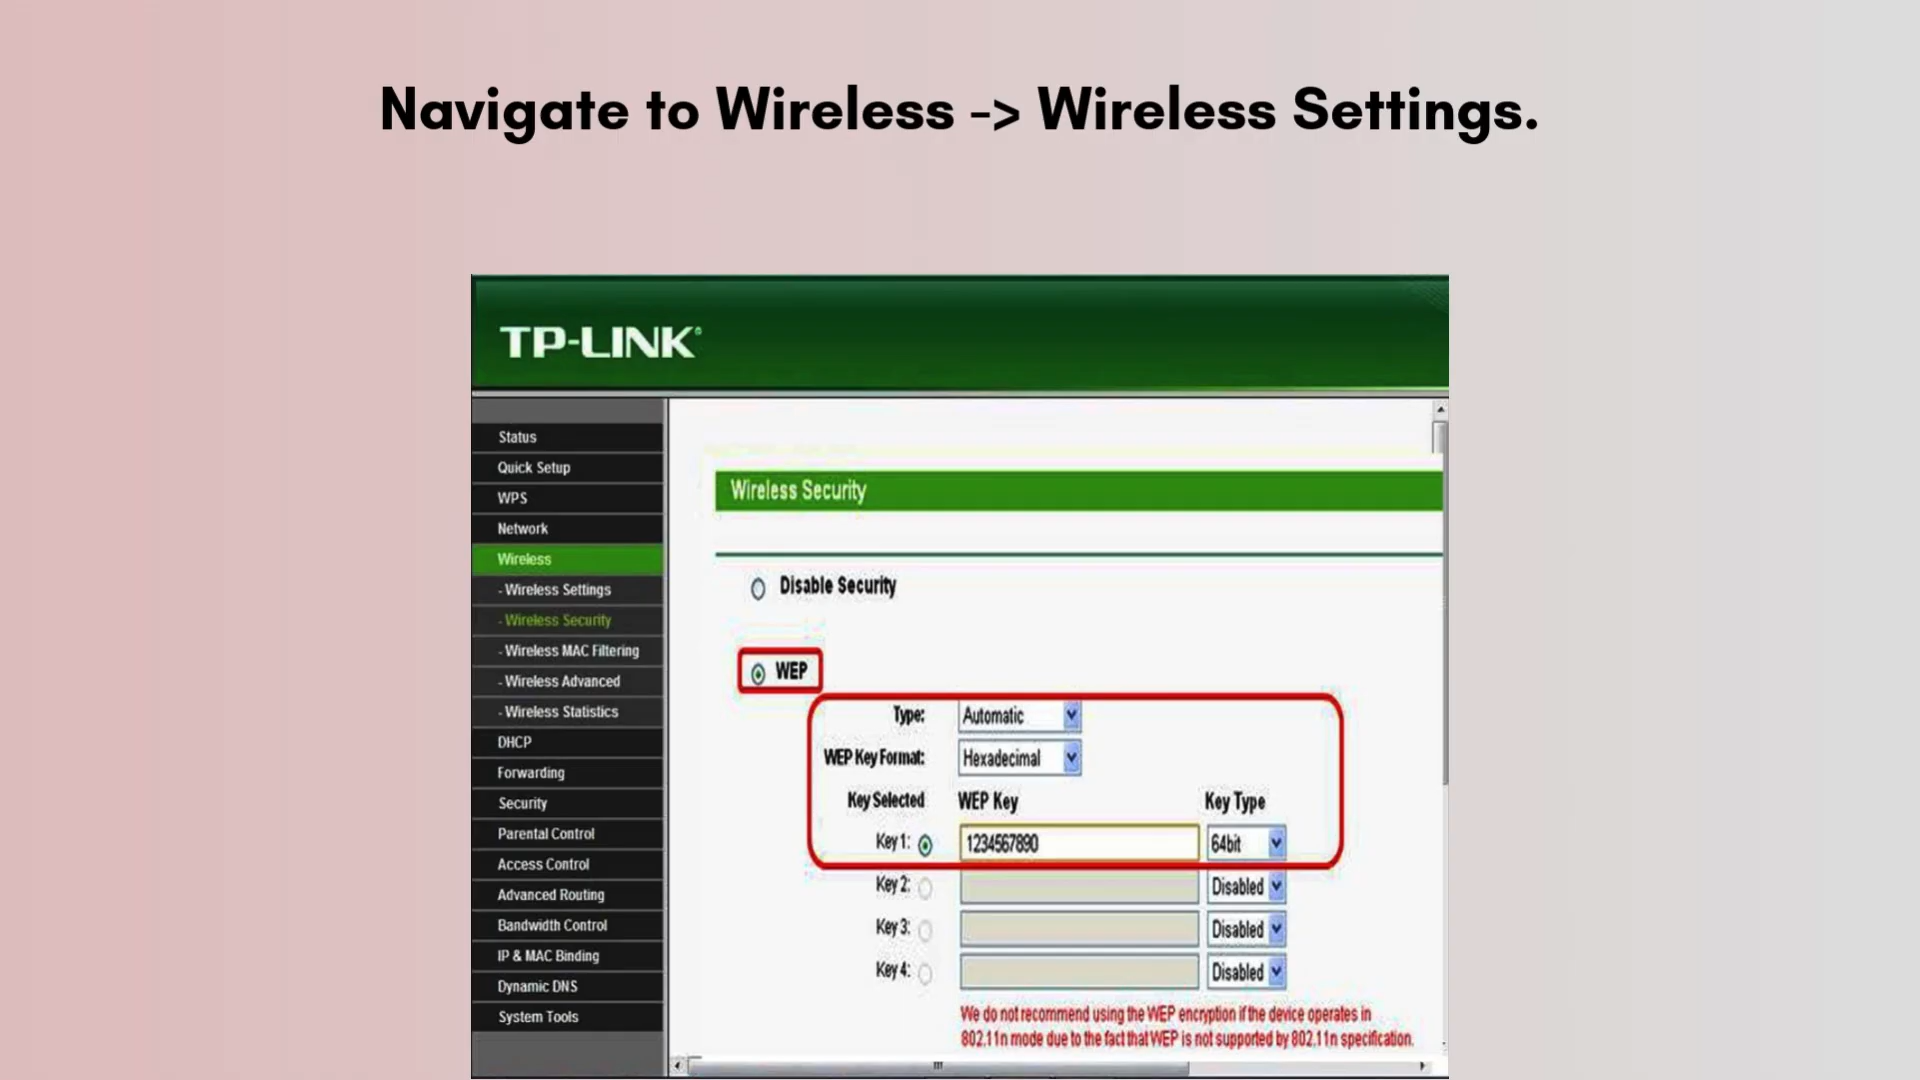 Navigate to Wireless -> Wireless Settings.
TP-LINK®
Status
Quick Setup
WPS
Network
Wireless
- Wireless Settings
- Wireless Security
- Wireless MAC Filtering
- Wireless Advanced
- Wireless Statistics
DHCP
Forwarding
Security
Parental Control
Access Control
Advanced Routing
Bandwidth Control
IP & MAC Binding
Dynamic DNS
System Tools
Wireless Security
Disable Security
WEP
Type: Automatic
WEP Key Format: Hexadecimal
Key Selected WEP Key Key Type
Key 1: 1234567890 64bit
Key 2: Disabled
Key 3: Disabled
Key 4: Disabled
We do not recommend using the WEP encryption if the device operates in
802.11n mode due to the fact that WEP is not supported by 802.11n specification.